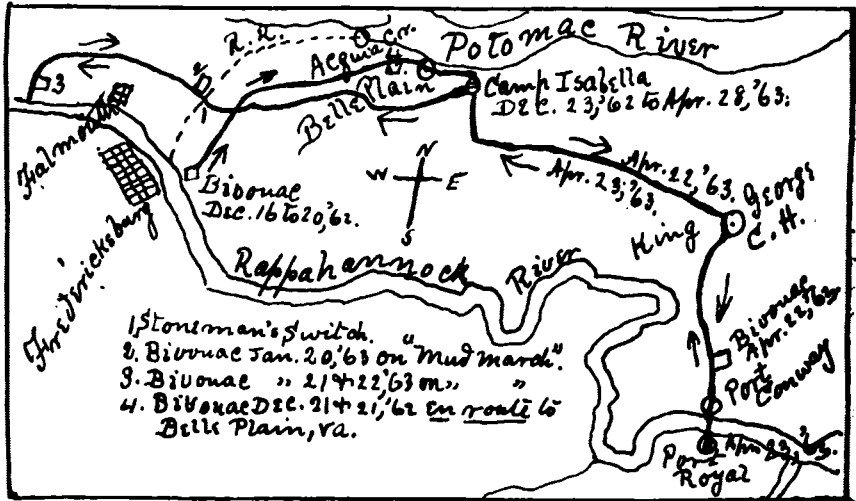 R.R.
Acquia Cr.
Potomac River
3
2
4
Belle Plain
Camp Isabella
Dec. 23,'62 to Apr. 28,'63.
Falmouth
Fredericksburg
Bivouac
Dec. 16 to 20,'62.
N
W E
S
Apr. 22,'63.
Apr. 23,'63.
King George
C.H.
Rappahannock River
Bivouac
Apr. 22,'63
Port
Conway
Apr 23,'63.
Port
Royal
1, Stoneman's Switch.
2. Bivouac Jan. 20,'63 on "Mud march".
3. Bivouac " 21 & 22,'63 on " "
4. Bivouac Dec. 21 & 21,'62 en route to
Belle Plain, Va.